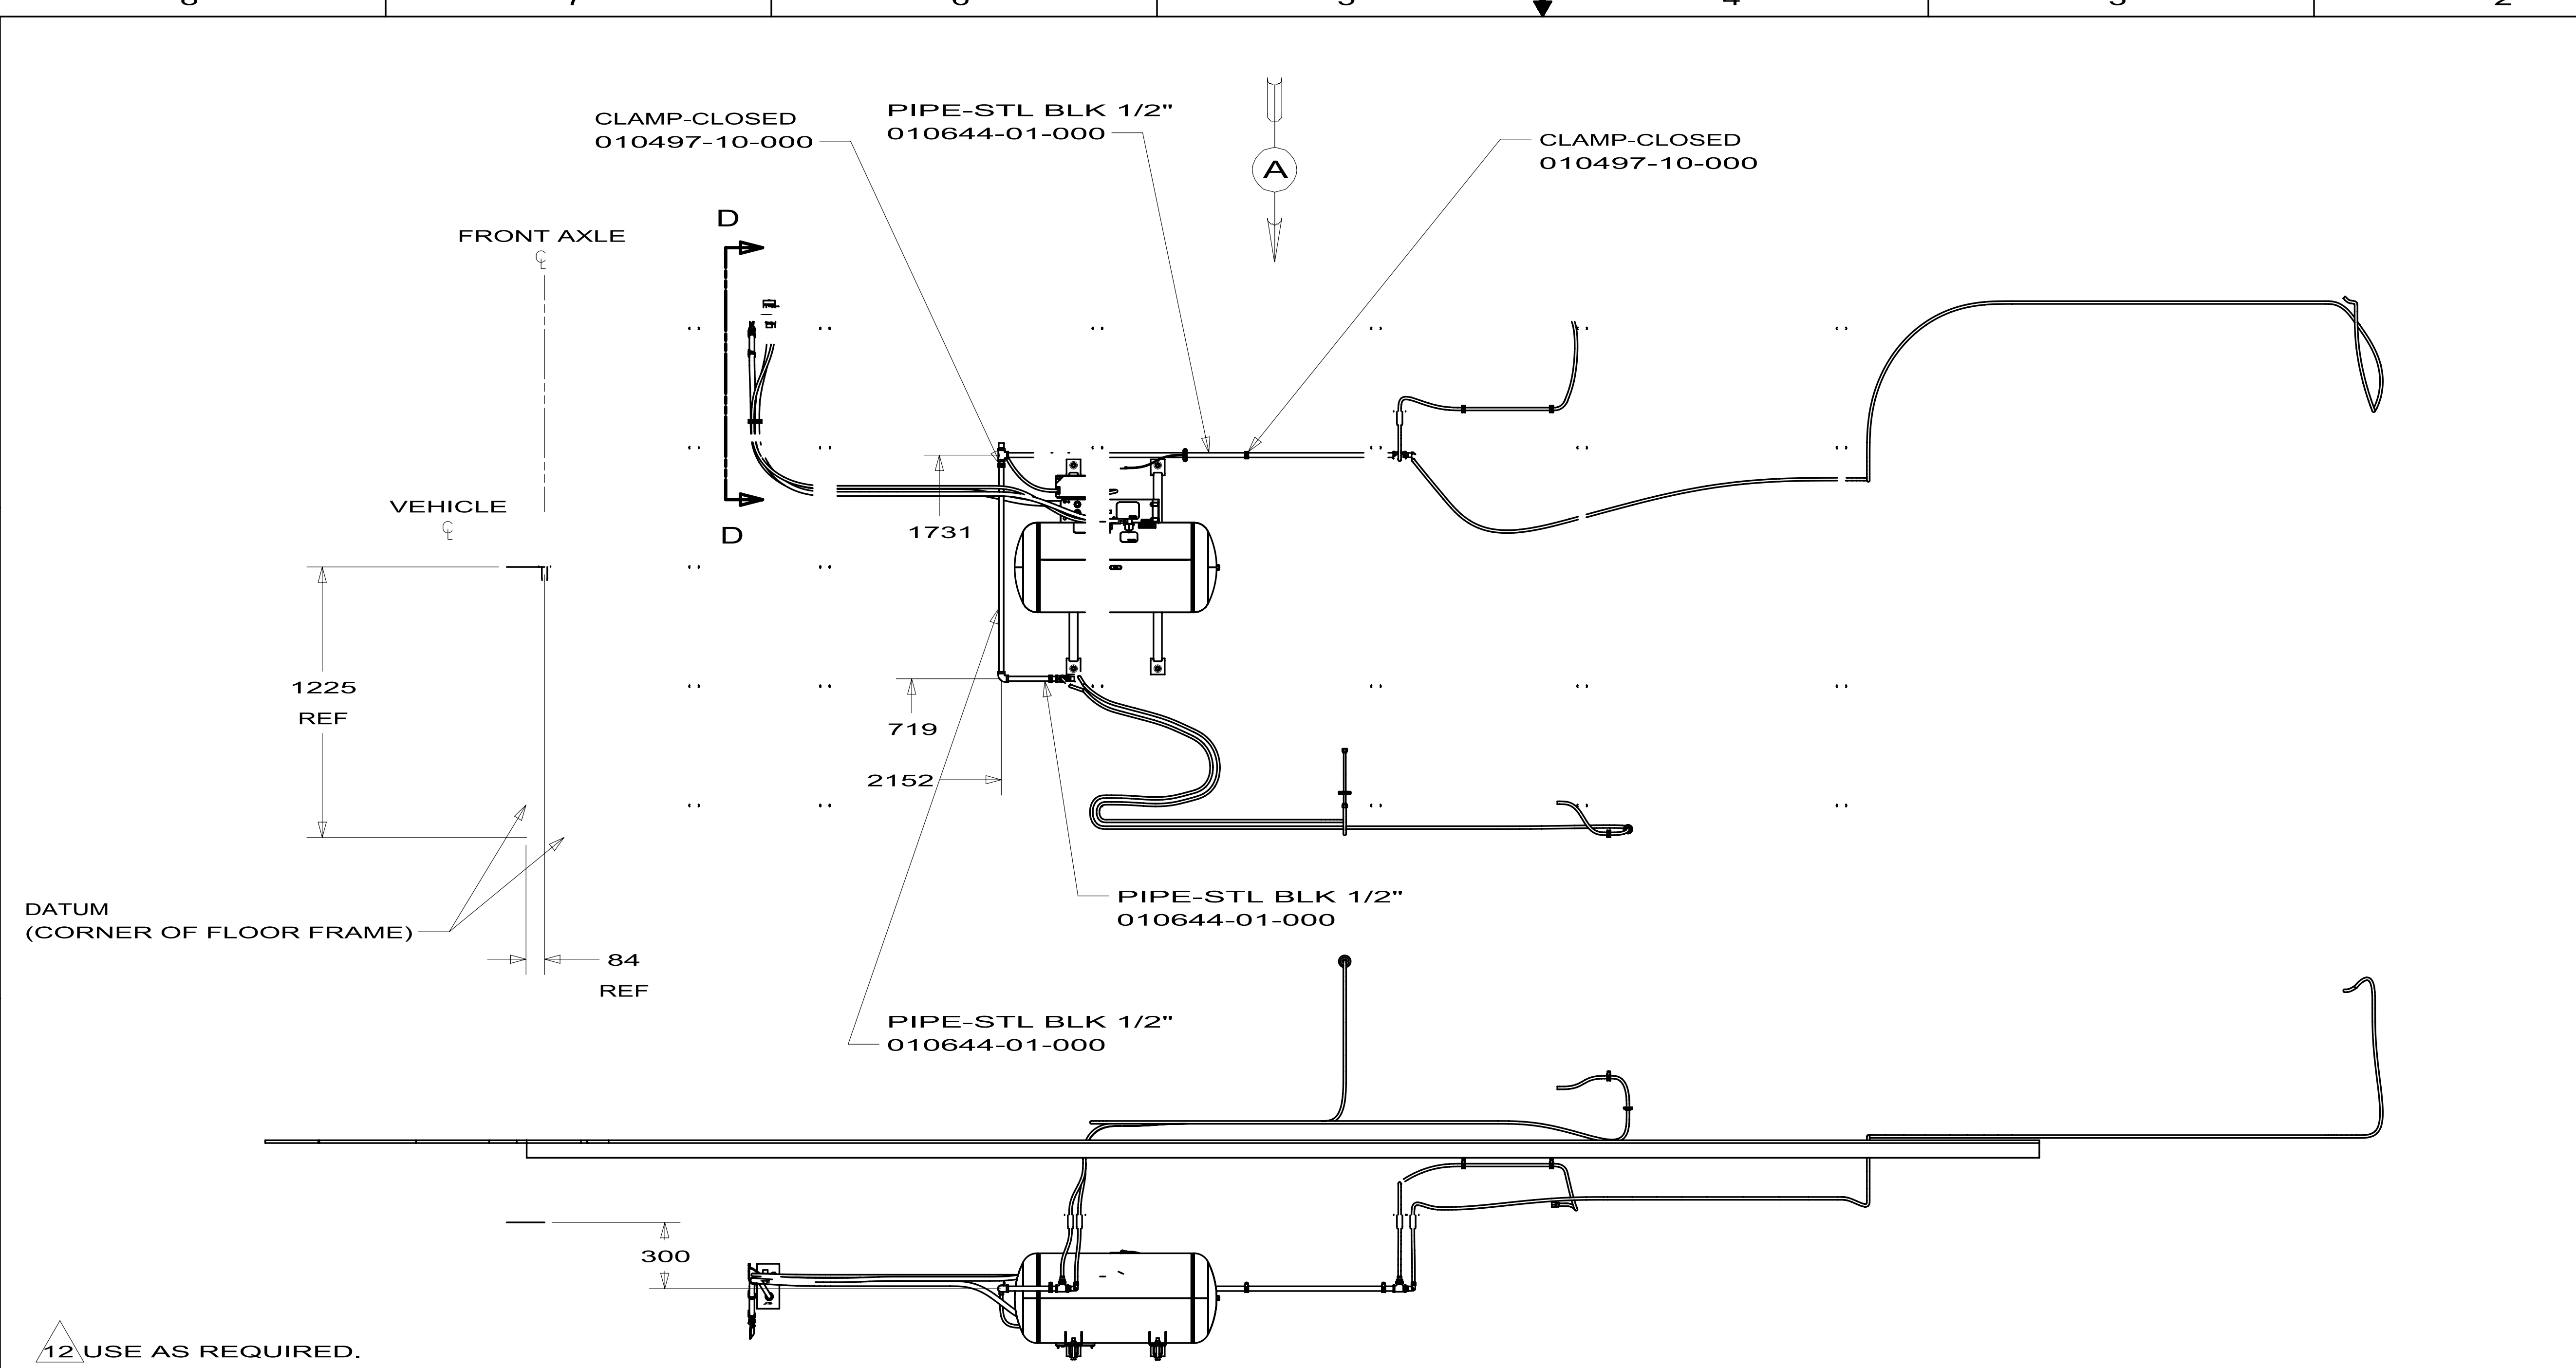 CLAMP-CLOSED
010497-10-000
PIPE-STL BLK 1/2"
010644-01-000
CLAMP-CLOSED
010497-10-000
A
D
FRONT AXLE
℄
VEHICLE
℄
D
1731
1225
REF
719
2152
DATUM
(CORNER OF FLOOR FRAME)
84
REF
PIPE-STL BLK 1/2"
010644-01-000
PIPE-STL BLK 1/2"
010644-01-000
300
12 USE AS REQUIRED.